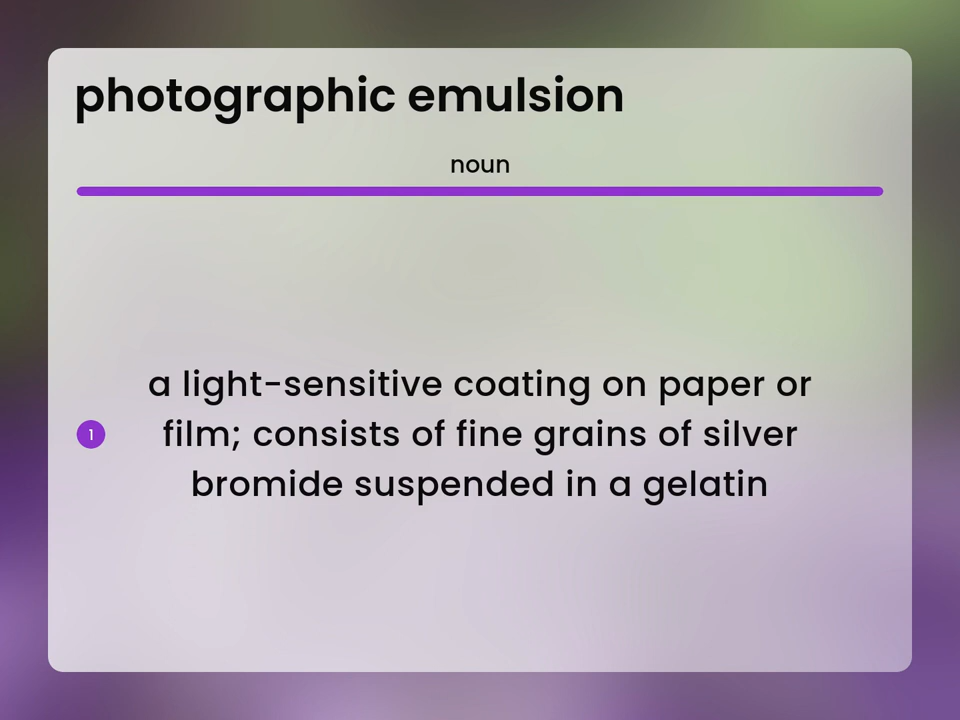 photographic emulsion
noun
a light-sensitive coating on paper or
1 film; consists of fine grains of silver
bromide suspended in a gelatin